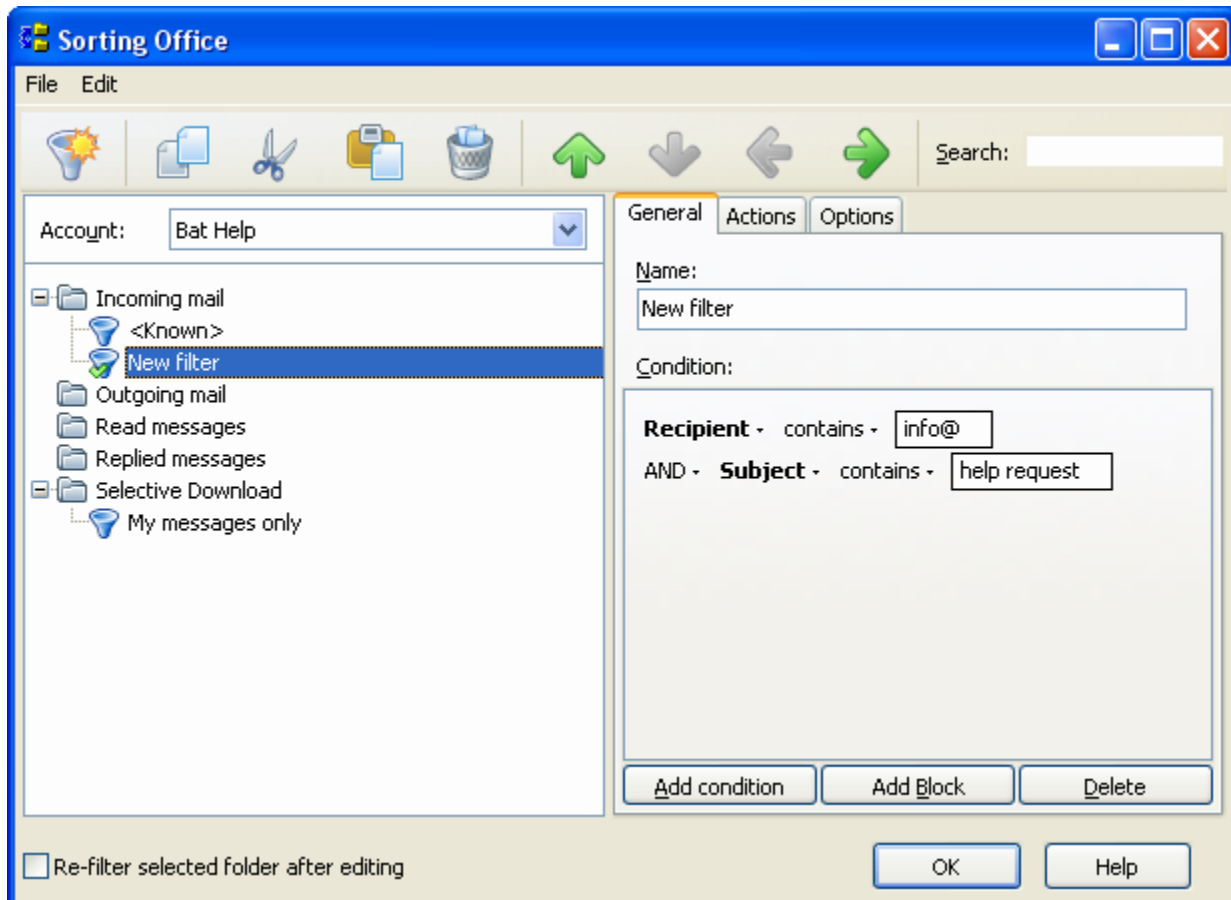 Sorting Office
File Edit
Search:
Account: Bat Help
Incoming mail
<Known>
New filter
Outgoing mail
Read messages
Replied messages
Selective Download
My messages only
General Actions Options
Name:
New filter
Condition:
Recipient contains info@
AND Subject contains help request
Add condition Add Block Delete
Re-filter selected folder after editing
OK Help